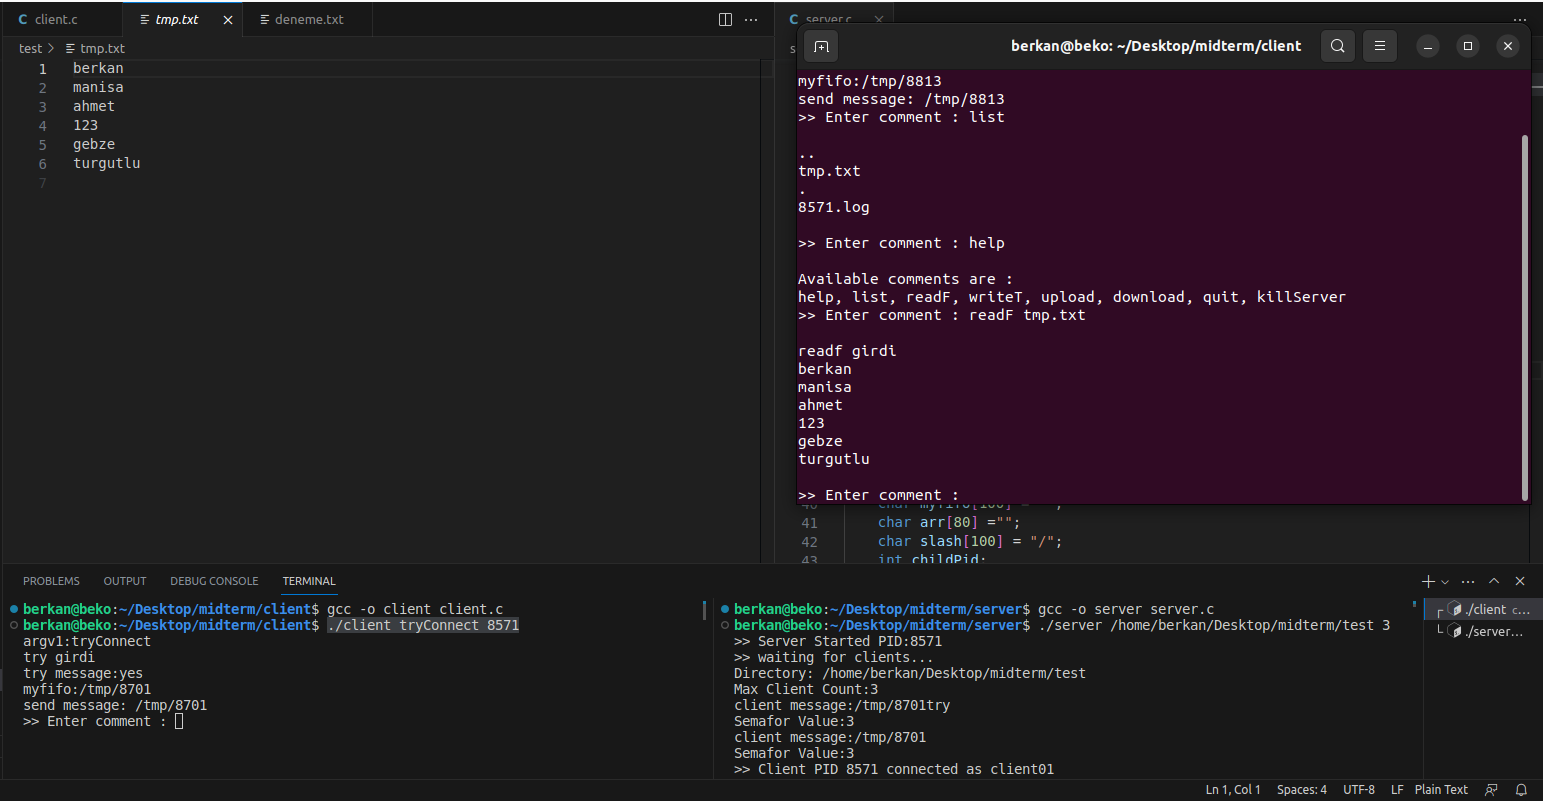 client.c
tmp.txt
deneme.txt
server.c
test > tmp.txt
1 berkan
2 manisa
3 ahmet
4 123
5 gebze
6 turgutlu
7
berkan@beko: ~/Desktop/midterm/client
myfifo:/tmp/8813
send message: /tmp/8813
>> Enter comment : list
..
tmp.txt
.
8571.log
>> Enter comment : help
Available comments are :
help, list, readF, writeT, upload, download, quit, killServer
>> Enter comment : readF tmp.txt
readf girdi
berkan
manisa
ahmet
123
gebze
turgutlu
>> Enter comment :
41 char arr[80] ="";
42 char slash[100] = "/";
43 int childPid;
PROBLEMS OUTPUT DEBUG CONSOLE TERMINAL
berkan@beko:~/Desktop/midterm/client$ gcc -o client client.c
berkan@beko:~/Desktop/midterm/client$ ./client tryConnect 8571
argv1:tryConnect
try girdi
try message:yes
myfifo:/tmp/8701
send message: /tmp/8701
>> Enter comment :
berkan@beko:~/Desktop/midterm/server$ gcc -o server server.c
berkan@beko:~/Desktop/midterm/server$ ./server /home/berkan/Desktop/midterm/test 3
>> Server Started PID:8571
>> waiting for clients...
Directory: /home/berkan/Desktop/midterm/test
Max Client Count:3
client message:/tmp/8701try
Semafor Value:3
client message:/tmp/8701
Semafor Value:3
>> Client PID 8571 connected as client01
./client c...
./server...
Ln 1, Col 1 Spaces: 4 UTF-8 LF Plain Text